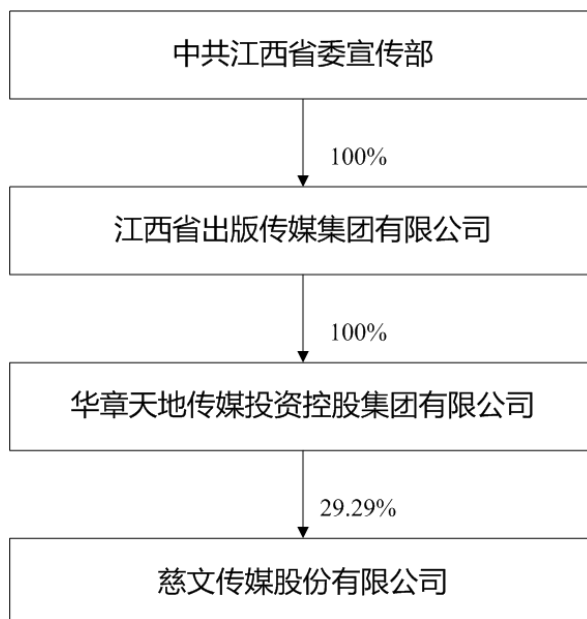 中共江西省委宣传部
100%
江西省出版传媒集团有限公司
100%
华章天地传媒投资控股集团有限公司
29.29%
慈文传媒股份有限公司